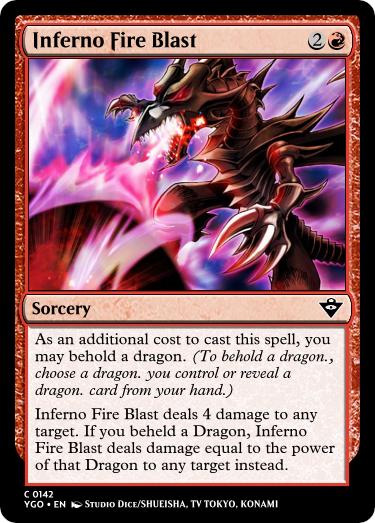 Inferno Fire Blast 2
Sorcery
As an additional cost to cast this spell, you
may behold a dragon. (To behold a dragon.,
choose a dragon. you control or reveal a
dragon. card from your hand.)
Inferno Fire Blast deals 4 damage to any
target. If you beheld a Dragon, Inferno
Fire Blast deals damage equal to the power
of that Dragon to any target instead.
C 0142
YGO • EN Studio Dice/SHUEISHA, TV TOKYO, KONAMI